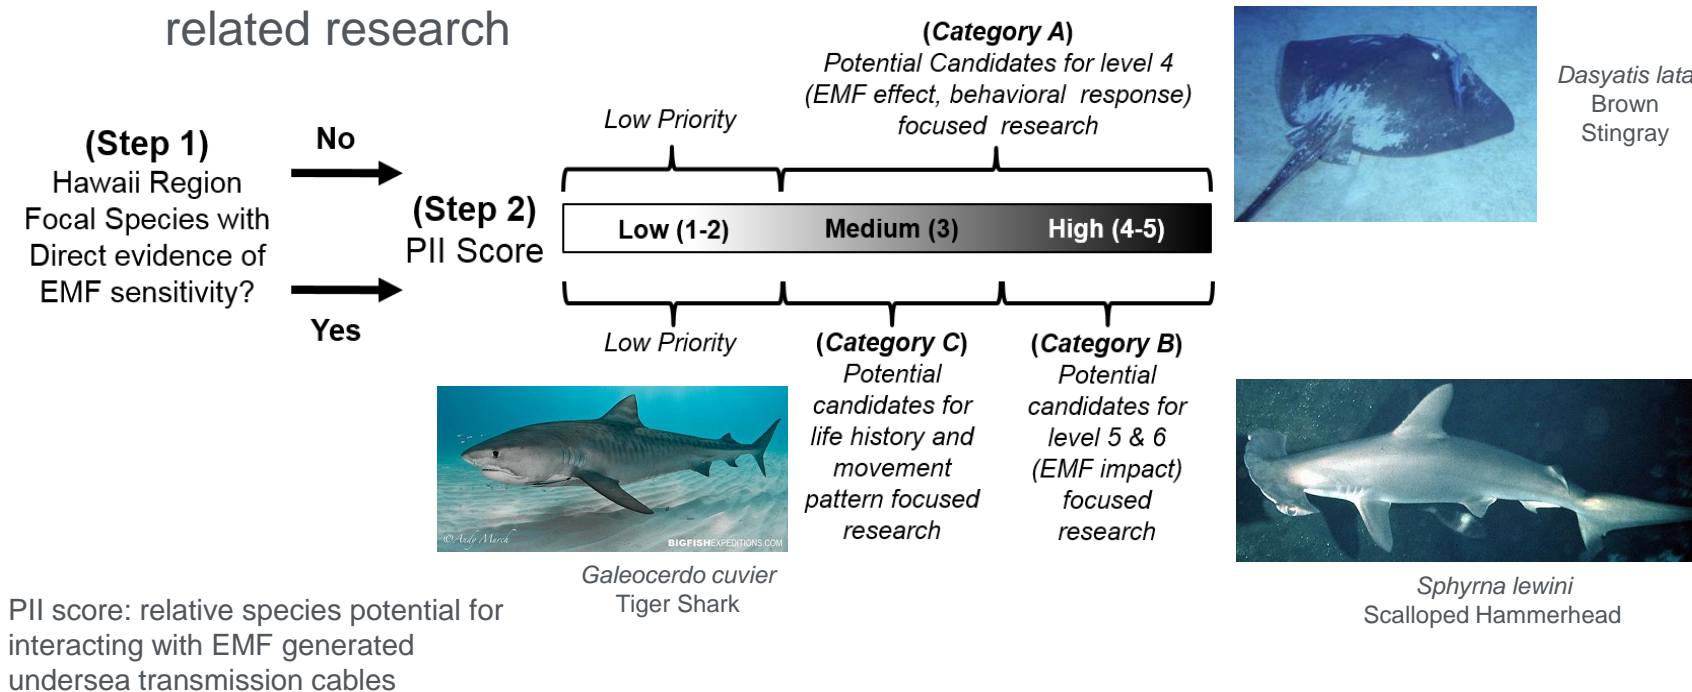 related research
(Step 1)
Hawaii Region
Focal Species with
Direct evidence of
EMF sensitivity?
No
Yes
(Step 2)
PII Score
Low Priority
(Category A)
Potential Candidates for level 4
(EMF effect, behavioral response)
focused research
Low (1-2)
Medium (3)
High (4-5)
Low Priority
(Category C)
Potential
candidates for
life history and
movement
pattern focused
research
(Category B)
Potential
candidates for
level 5 & 6
(EMF impact)
focused
research
Dasyatis lata
Brown
Stingray
©Andy Murch
BIGFISHEXPEDITIONS.COM
Galeocerdo cuvier
Tiger Shark
Sphyrna lewini
Scalloped Hammerhead
PII score: relative species potential for
interacting with EMF generated
undersea transmission cables